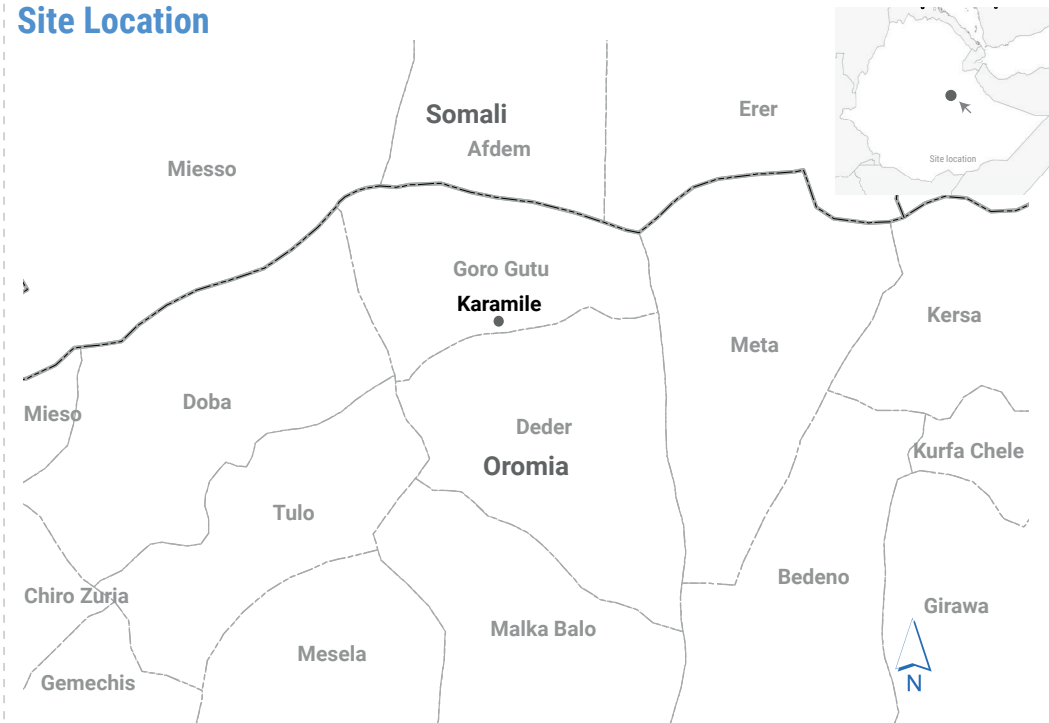 Site Location
Somali
Erer
Afdem
Miesso
Site location
Goro Gutu
Karamile
Kersa
Meta
Doba
Mieso
Deder
Kurfa Chele
Oromia
Tulo
Bedeno
Chiro Zuria
Girawa
Malka Balo
Mesela
Gemechis
N